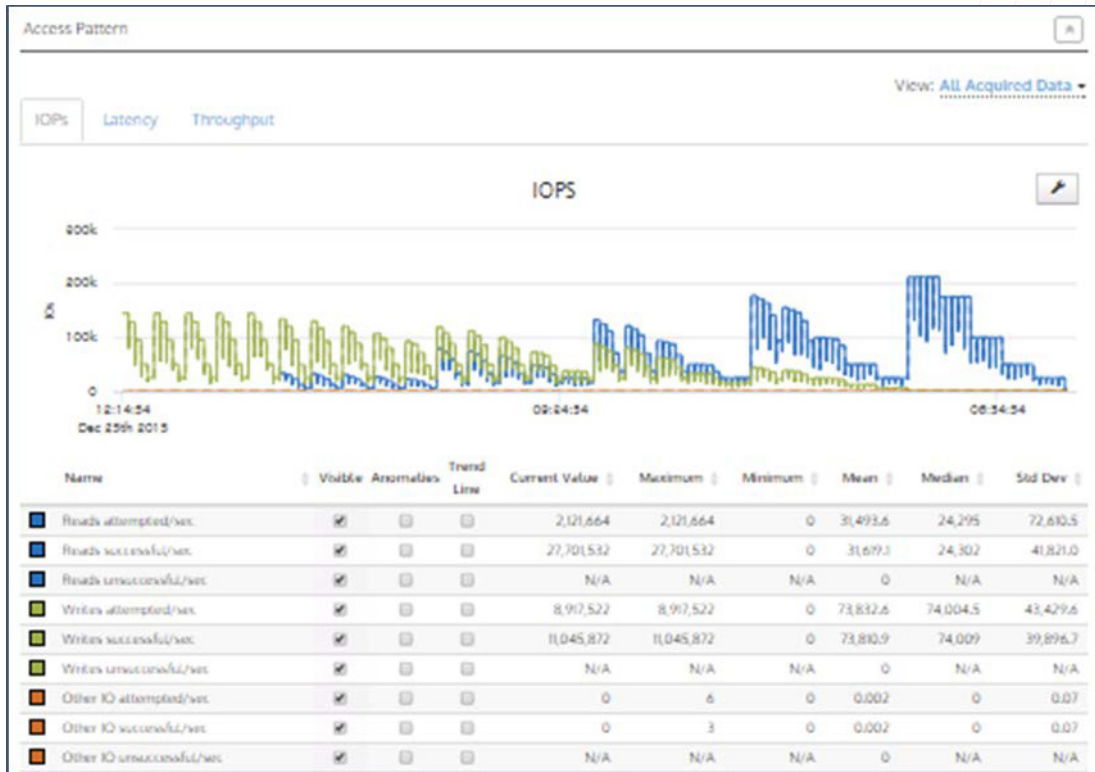 Access Pattern
View: All Acquired Data
IOPs Latency Throughput
IOPS
300k
200k
100k
0
IOs
12:14:54 09:24:54 06:34:54
Dec 25th 2015
Name Visible Anomalies Trend Line Current Value Maximum Minimum Mean Median Std Dev
Reads attempted/sec 2,121,664 2,121,664 0 31,493.6 24,295 72,610.5
Reads successful/sec 27,701,532 27,701,532 0 31,619.1 24,302 41,821.0
Reads unsuccessful/sec N/A N/A N/A 0 N/A N/A
Writes attempted/sec 8,917,522 8,917,522 0 73,832.6 74,004.5 43,429.6
Writes successful/sec 11,045,872 11,045,872 0 73,810.9 74,009 39,896.7
Writes unsuccessful/sec N/A N/A N/A 0 N/A N/A
Other IO attempted/sec 0 6 0 0.002 0 0.07
Other IO successful/sec 0 3 0 0.002 0 0.07
Other IO unsuccessful/sec N/A N/A N/A 0 N/A N/A